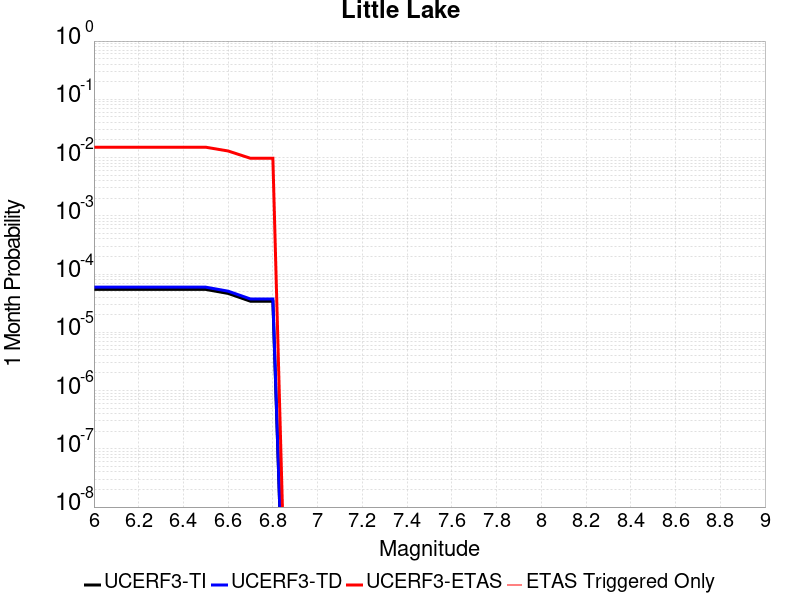 Little Lake
10^0
10^-1
10^-2
10^-3
10^-4
10^-5
10^-6
10^-7
10^-8
1 Month Probability
6 6.2 6.4 6.6 6.8 7 7.2 7.4 7.6 7.8 8 8.2 8.4 8.6 8.8 9
Magnitude
UCERF3-TI UCERF3-TD UCERF3-ETAS ETAS Triggered Only